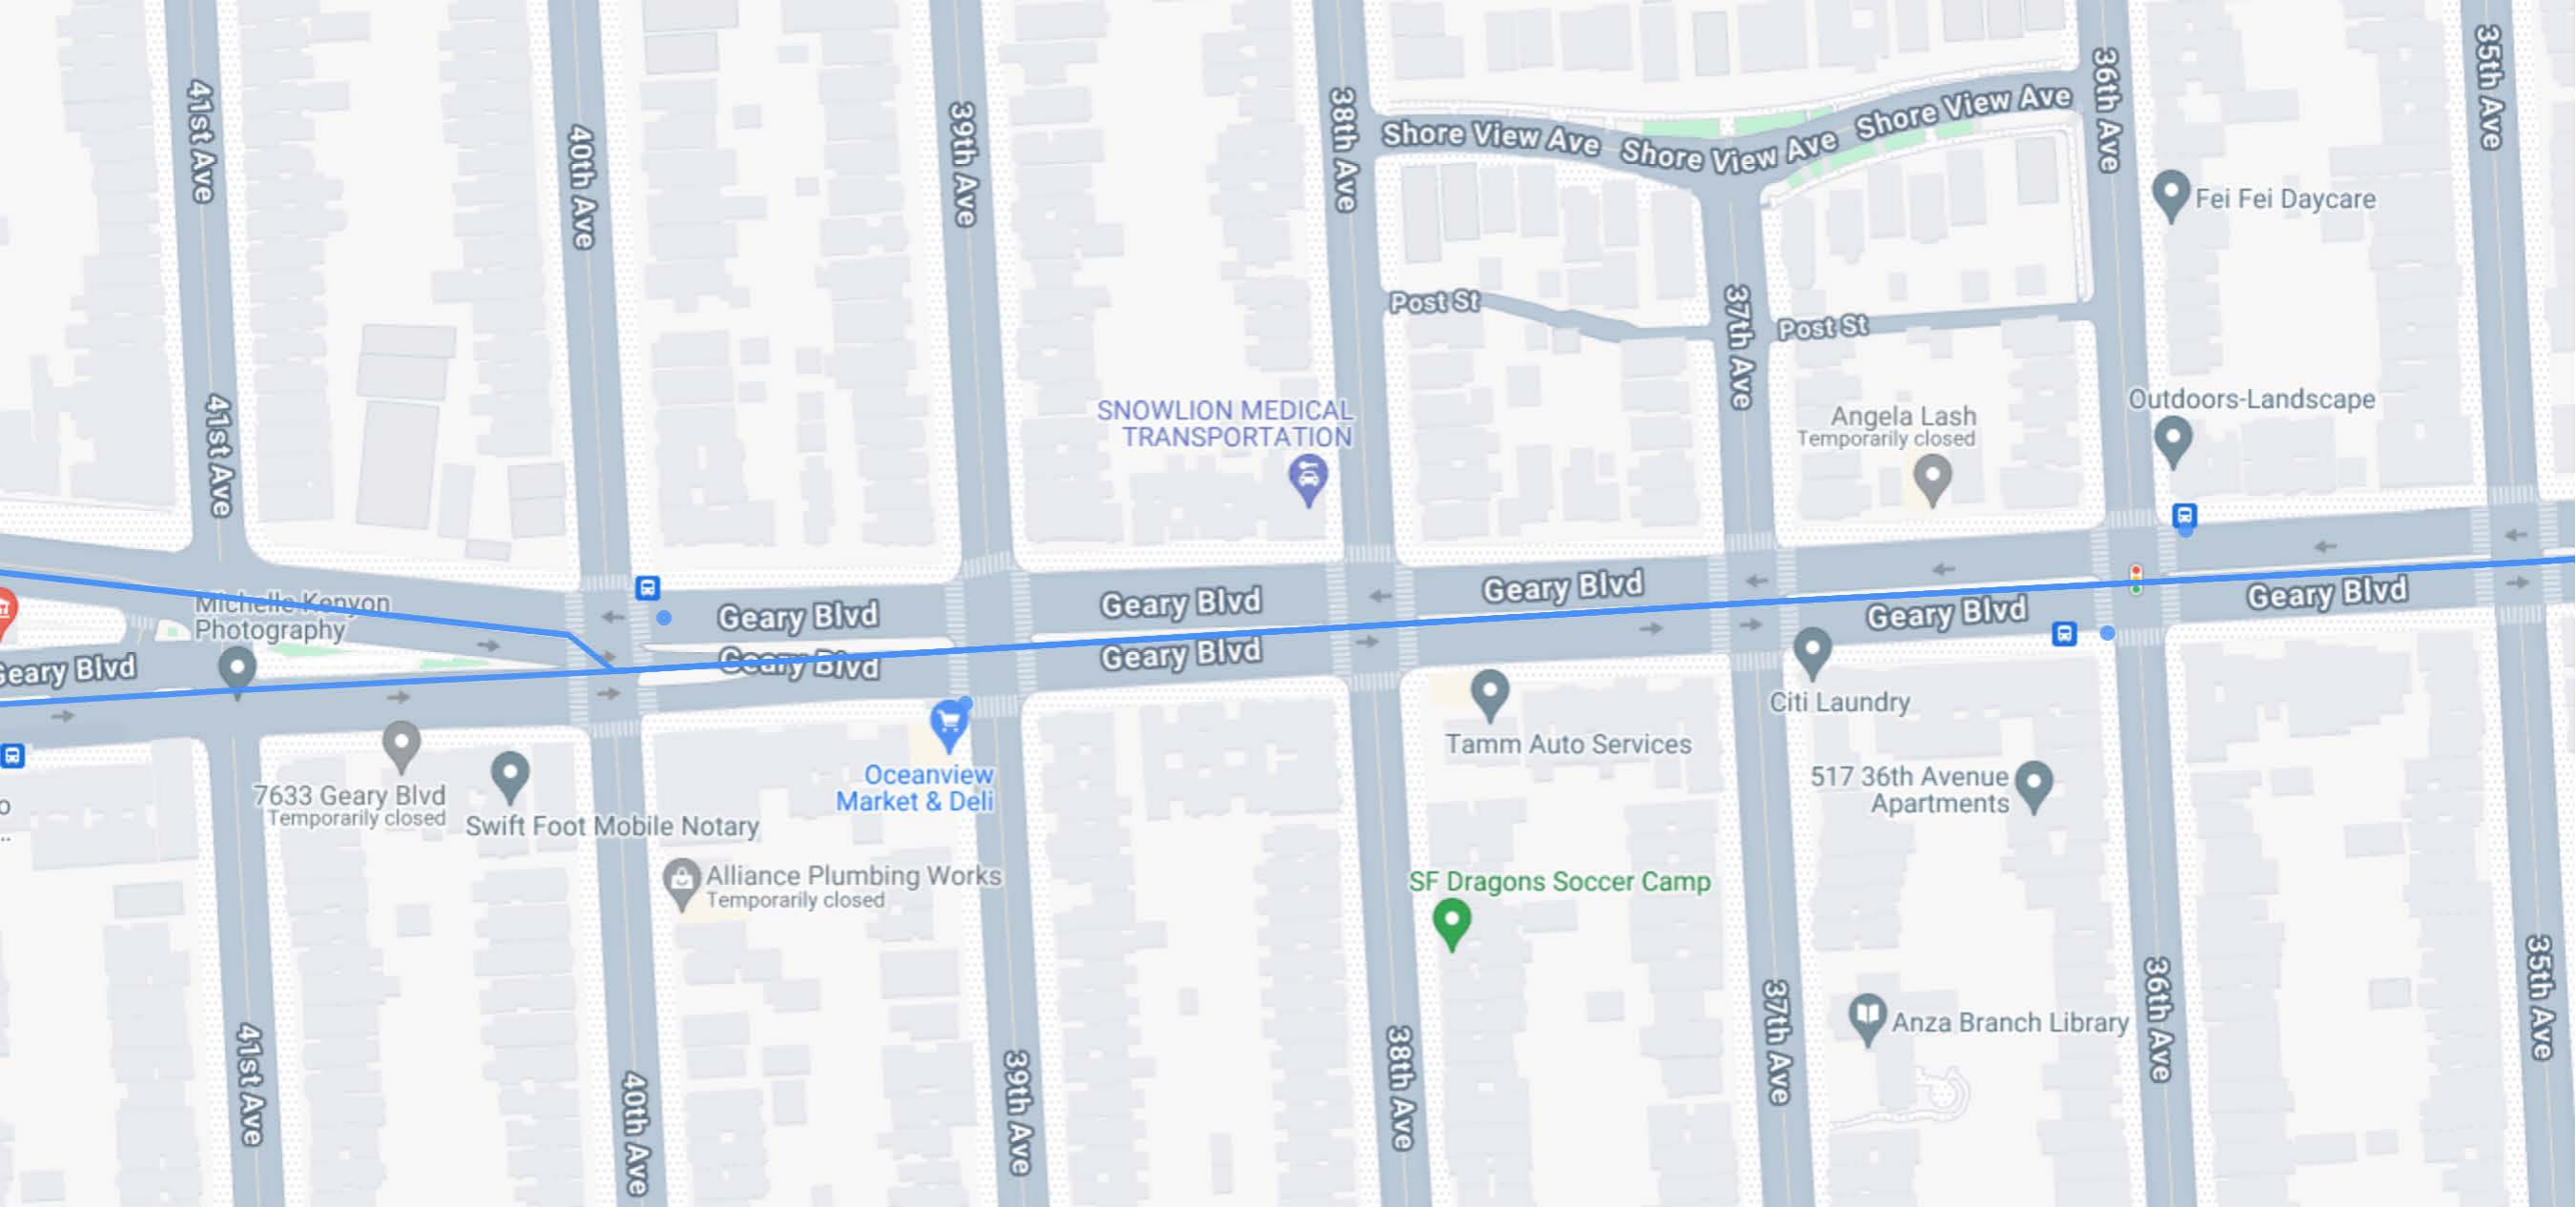 41st Ave
40th Ave
39th Ave
38th Ave
36th Ave
35th Ave
Shore View Ave
Shore View Ave
Shore View Ave
Fei Fei Daycare
Post St
37th Ave
Post St
41st Ave
SNOWLION MEDICAL
TRANSPORTATION
Angela Lash
Temporarily closed
Outdoors-Landscape
Michelle Kenyon
Photography
Geary Blvd
Geary Blvd
Geary Blvd
Geary Blvd
Geary Blvd
Geary Blvd
Geary Blvd
Geary Blvd
Citi Laundry
Tamm Auto Services
Oceanview
Market & Deli
517 36th Avenue
Apartments
7633 Geary Blvd
Temporarily closed
Swift Foot Mobile Notary
o
..
Alliance Plumbing Works
Temporarily closed
SF Dragons Soccer Camp
Anza Branch Library
41st Ave
40th Ave
39th Ave
38th Ave
37th Ave
36th Ave
35th Ave